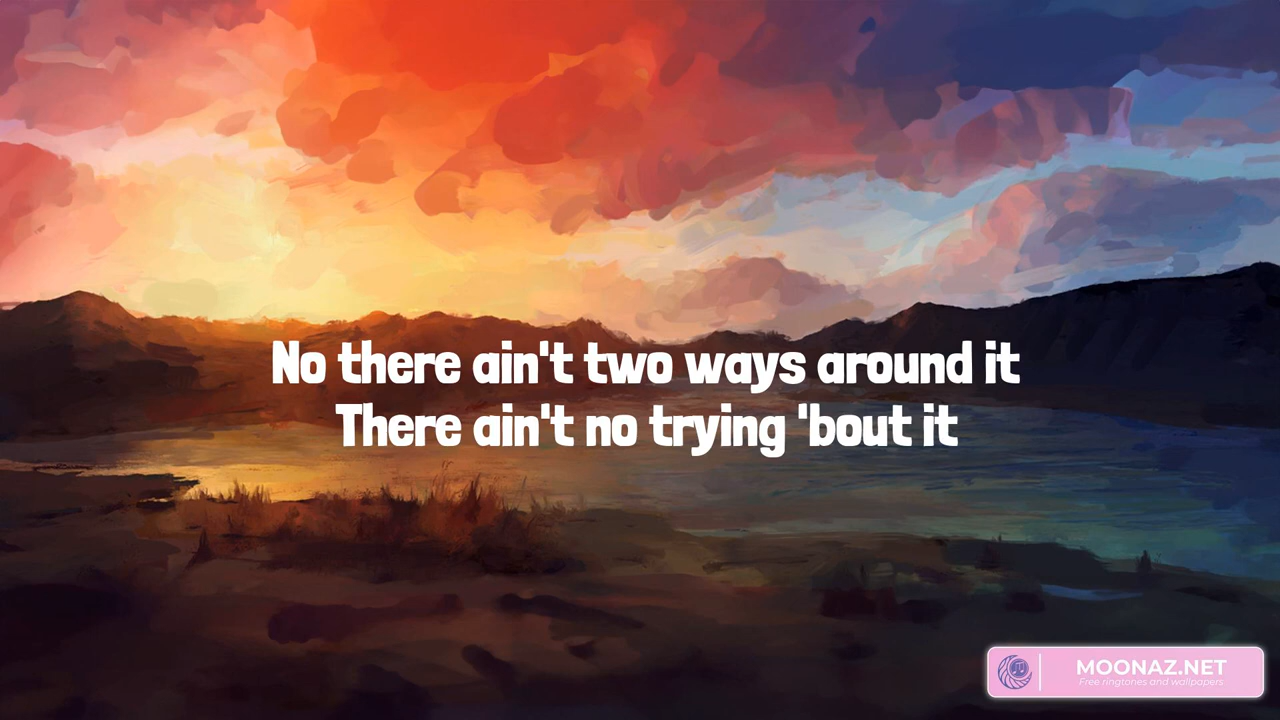 No there ain't two ways around it
There ain't no trying 'bout it
MOONAZ.NET
Free ringtones and wallpapers